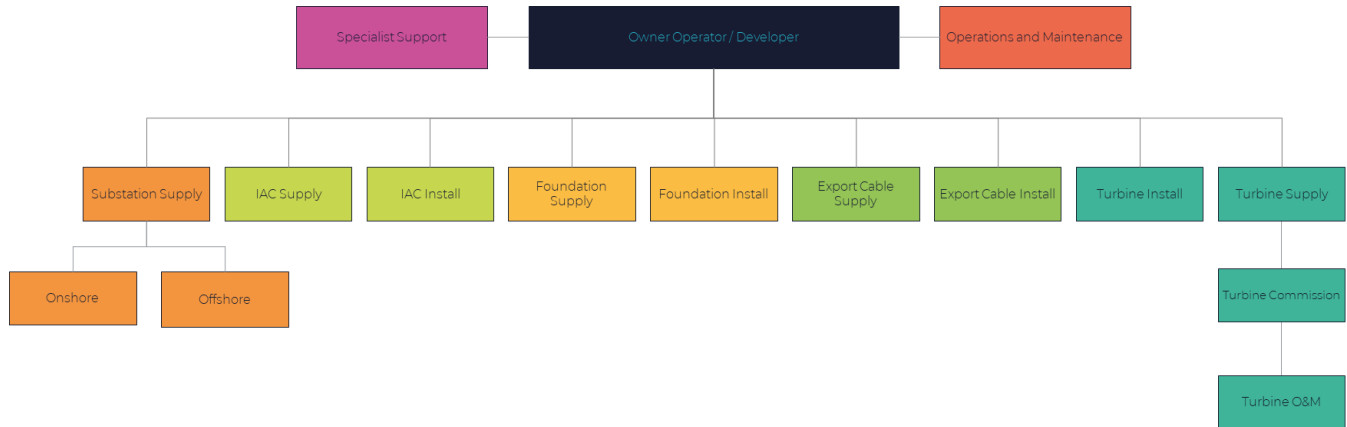 Specialist Support
Owner Operator / Developer
Operations and Maintenance
Substation Supply
IAC Supply
IAC Install
Foundation
Supply
Foundation Install
Export Cable
Supply
Export Cable Install
Turbine Install
Turbine Supply
Onshore
Offshore
Turbine Commission
Turbine O&M